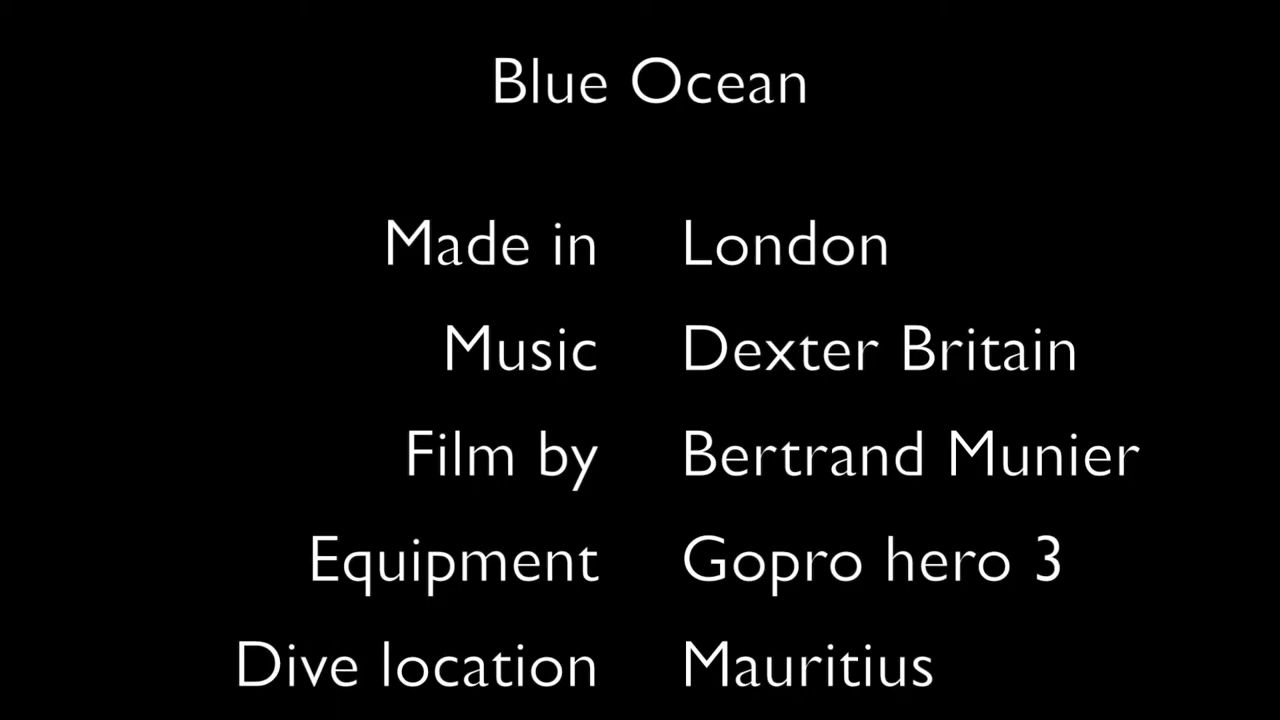 Blue Ocean
Made in London
Music Dexter Britain
Film by Bertrand Munier
Equipment Gopro hero 3
Dive location Mauritius